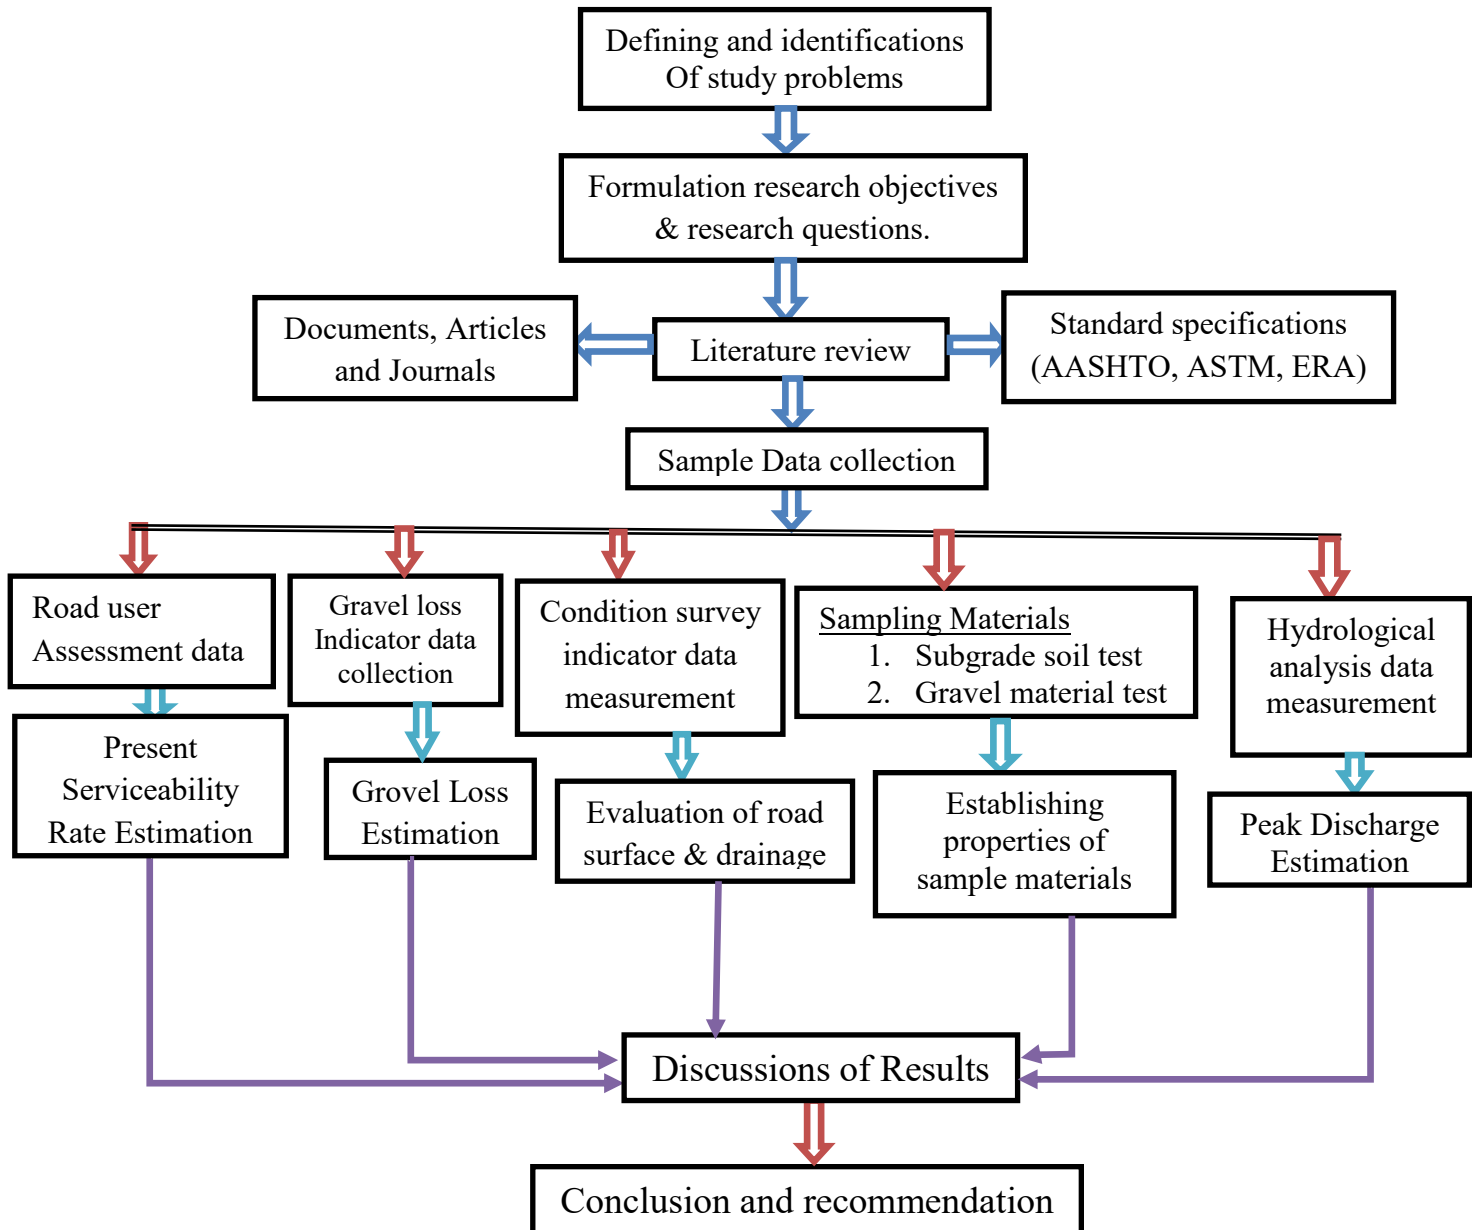 Defining and identifications
Of study problems
Formulation research objectives
& research questions.
Documents, Articles
and Journals
Literature review
Standard specifications
(AASHTO, ASTM, ERA)
Sample Data collection
Road user
Assessment data
Gravel loss
Indicator data
collection
Condition survey
indicator data
measurement
Sampling Materials
1. Subgrade soil test
2. Gravel material test
Hydrological
analysis data
measurement
Present
Serviceability
Rate Estimation
Grovel Loss
Estimation
Evaluation of road
surface & drainage
Establishing
properties of
sample materials
Peak Discharge
Estimation
Discussions of Results
Conclusion and recommendation